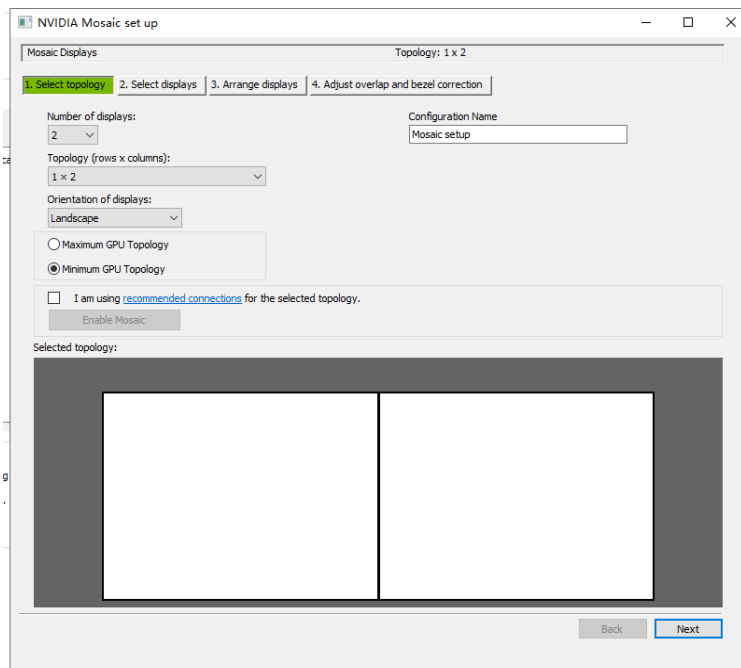 NVIDIA Mosaic set up
Mosaic Displays
Topology: 1 x 2
1. Select topology
2. Select displays
3. Arrange displays
4. Adjust overlap and bezel correction
Number of displays:
2
Configuration Name
Mosaic setup
Topology (rows x columns):
1 × 2
Orientation of displays:
Landscape
Maximum GPU Topology
Minimum GPU Topology
I am using recommended connections for the selected topology.
Enable Mosaic
Selected topology:
Back
Next